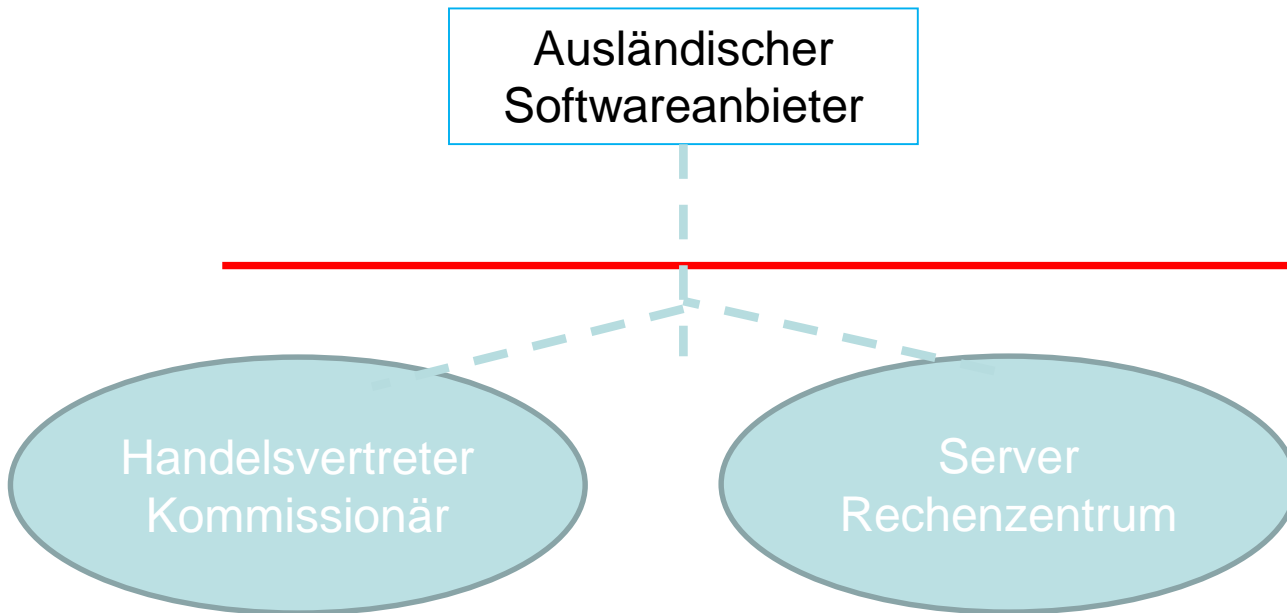 Ausländischer
Softwareanbieter
Handelsvertreter
Kommissionär
Server
Rechenzentrum